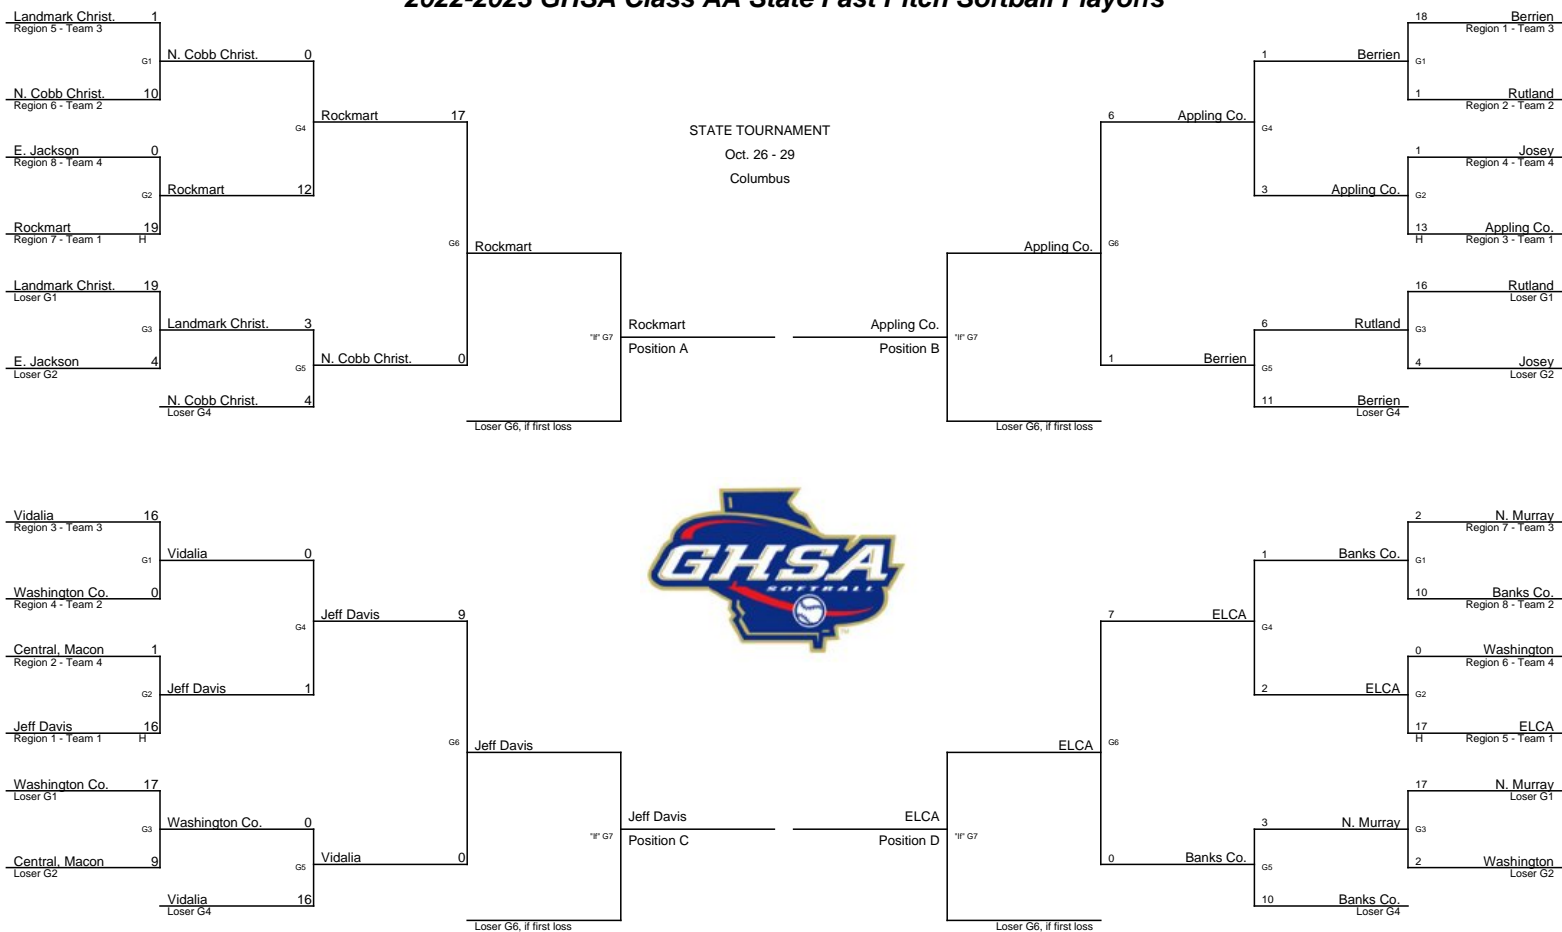 2022-2023 GHSA Class AA State Fast Pitch Softball Playoffs
Landmark Christ. 1
Region 5 - Team 3
G1
N. Cobb Christ. 0
N. Cobb Christ. 10
Region 6 - Team 2
G4
Rockmart 17
E. Jackson 0
Region 8 - Team 4
G2
Rockmart 12
Rockmart 19
Region 7 - Team 1 H
G6
Rockmart
Landmark Christ. 19
Loser G1
G3
Landmark Christ. 3
E. Jackson 4
Loser G2
G5
N. Cobb Christ. 0
N. Cobb Christ. 4
Loser G4
"If" G7
Rockmart
Position A
Loser G6, if first loss
STATE TOURNAMENT
Oct. 26 - 29
Columbus
18 Berrien
Region 1 - Team 3
1 Berrien
G1
1 Rutland
Region 2 - Team 2
6 Appling Co.
G4
1 Josey
Region 4 - Team 4
3 Appling Co.
G2
13 Appling Co.
H Region 3 - Team 1
Appling Co.
G6
16 Rutland
Loser G1
6 Rutland
G3
4 Josey
Loser G2
1 Berrien
G5
11 Berrien
Loser G4
Appling Co.
"If" G7
Position B
Loser G6, if first loss
Vidalia 16
Region 3 - Team 3
G1
Vidalia 0
Washington Co. 0
Region 4 - Team 2
G4
Jeff Davis 9
Central, Macon 1
Region 2 - Team 4
G2
Jeff Davis 1
Jeff Davis 16
Region 1 - Team 1 H
G6
Jeff Davis
Washington Co. 17
Loser G1
G3
Washington Co. 0
Central, Macon 9
Loser G2
G5
Vidalia 0
Vidalia 16
Loser G4
"If" G7
Jeff Davis
Position C
Loser G6, if first loss
GHSA
SOFTBALL
2 N. Murray
Region 7 - Team 3
1 Banks Co.
G1
10 Banks Co.
Region 8 - Team 2
7 ELCA
G4
0 Washington
Region 6 - Team 4
2 ELCA
G2
17 ELCA
H Region 5 - Team 1
ELCA
G6
17 N. Murray
Loser G1
3 N. Murray
G3
2 Washington
Loser G2
0 Banks Co.
G5
10 Banks Co.
Loser G4
ELCA
"If" G7
Position D
Loser G6, if first loss